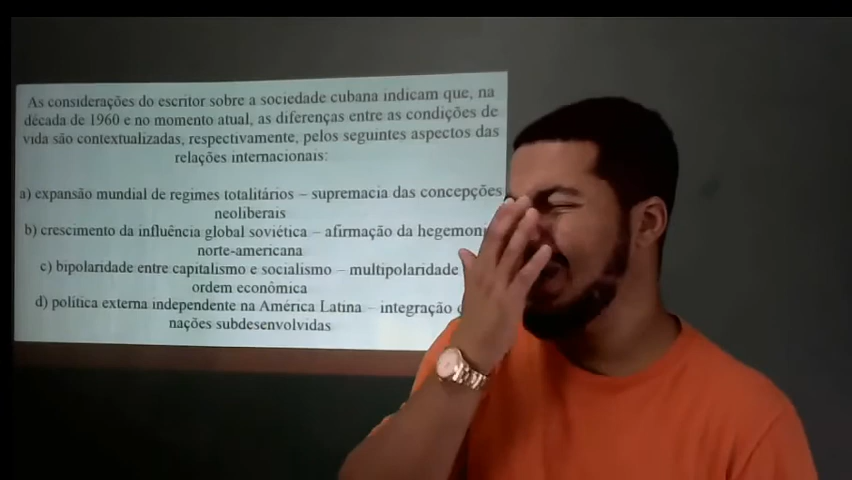 As considerações do escritor sobre a sociedade cubana indicam que, na
década de 1960 e no momento atual, as diferenças entre as condições de
vida são contextualizadas, respectivamente, pelos seguintes aspectos das
relações internacionais:
a) expansão mundial de regimes totalitários – supremacia das concepções
neoliberais
b) crescimento da influência global soviética – afirmação da
norte-americana
c) bipolaridade entre capitalismo e socialismo – multipolaridade
ordem econômica
d) política externa independente na América Latina – integração
nações subdesenvolvidas